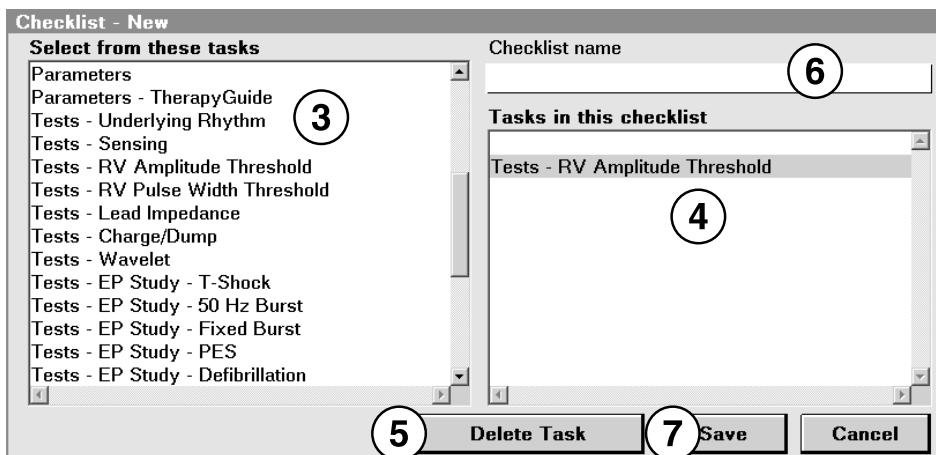 Checklist - New
Select from these tasks
Parameters
Parameters - TherapyGuide
Tests - Underlying Rhythm
Tests - Sensing
Tests - RV Amplitude Threshold
Tests - RV Pulse Width Threshold
Tests - Lead Impedance
Tests - Charge/Dump
Tests - Wavelet
Tests - EP Study - T-Shock
Tests - EP Study - 50 Hz Burst
Tests - EP Study - Fixed Burst
Tests - EP Study - PES
Tests - EP Study - Defibrillation
3
Checklist name
6
Tasks in this checklist
Tests - RV Amplitude Threshold
4
5 Delete Task
7 Save
Cancel